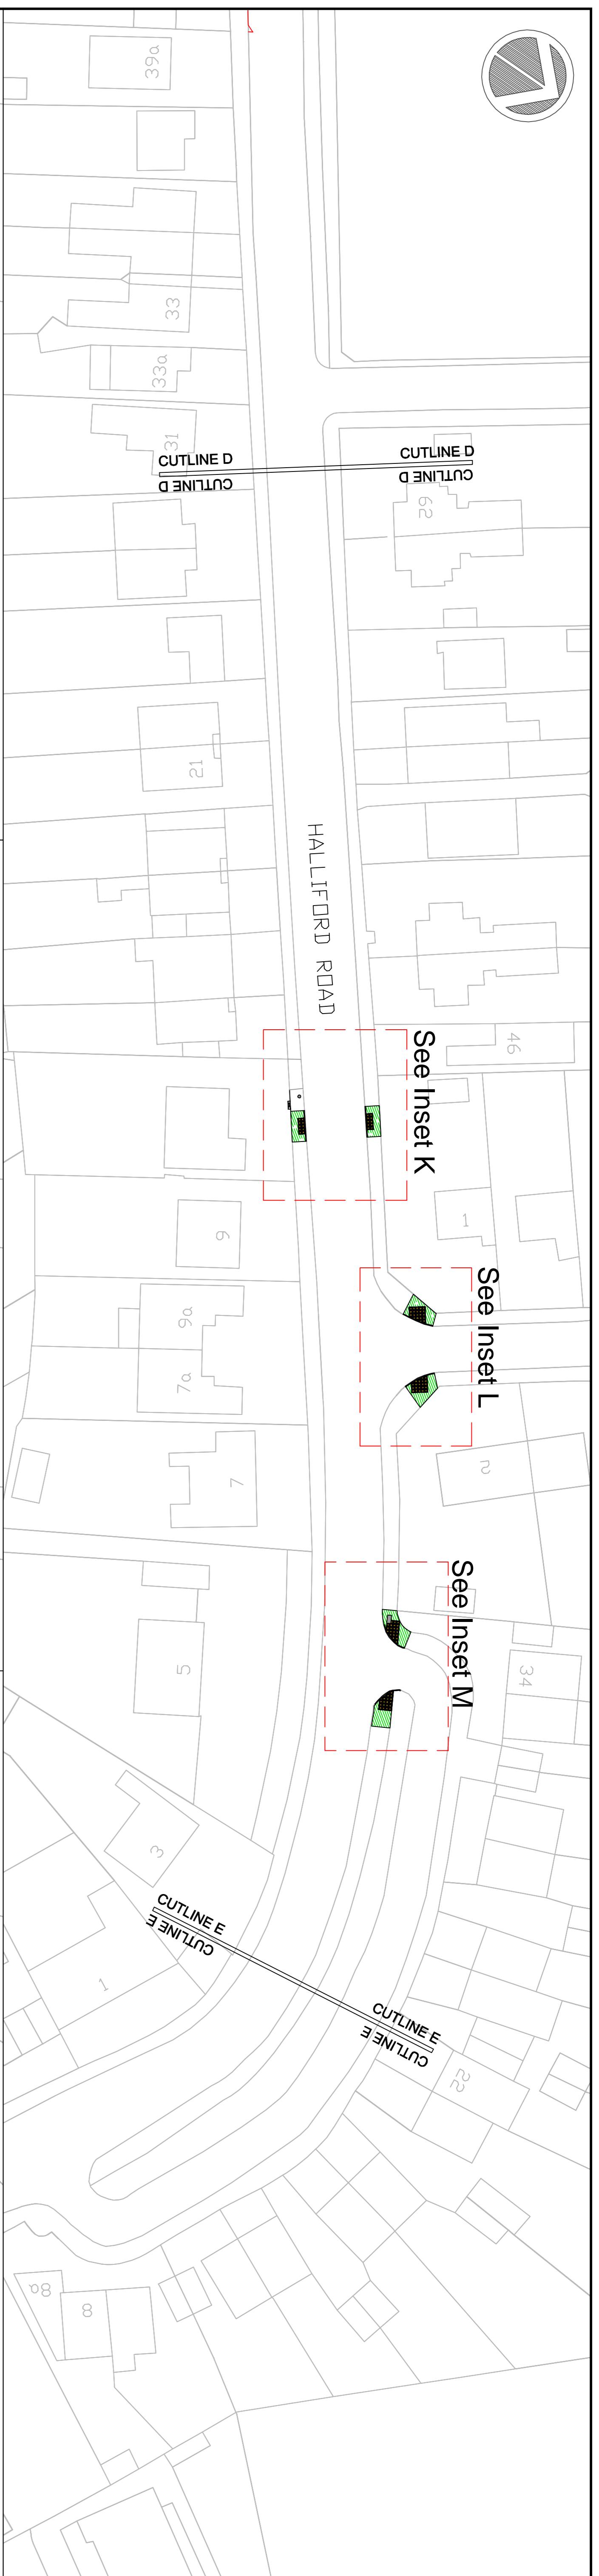 39a
33
33a
31
CUTLINE D
CUTLINE D
CUTLINE D
CUTLINE D
29
21
HALLIFORD ROAD
See Inset K
46
1
9
See Inset L
9a
7a
2
7
See Inset M
34
5
3
CUTLINE E
CUTLINE E
1
CUTLINE E
CUTLINE E
22
8a
8